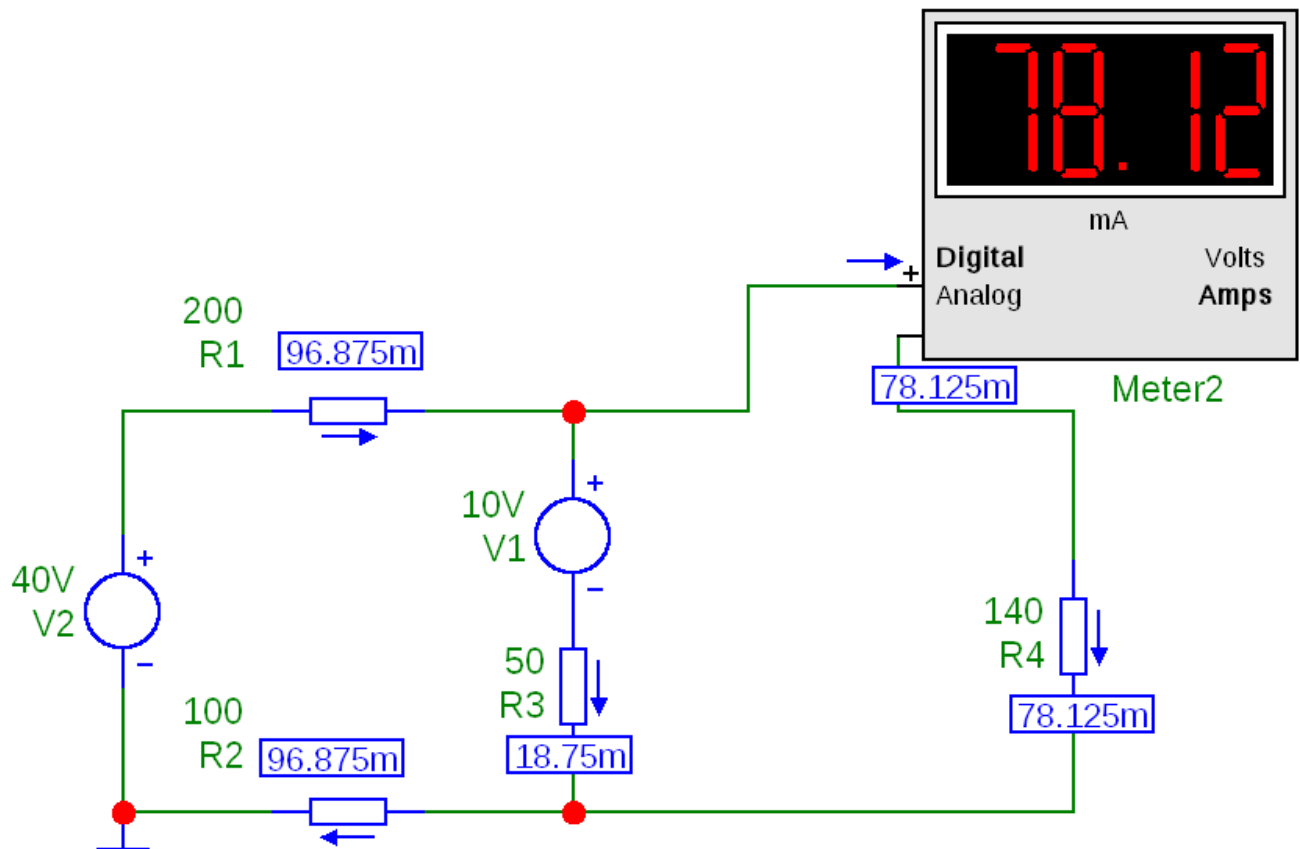 78.12
mA
Digital Volts
+
Analog Amps
200
R1
96.875m
78.125m
Meter2
10V
V1
+
-
40V
V2
+
-
140
R4
78.125m
50
R3
18.75m
100
R2
96.875m